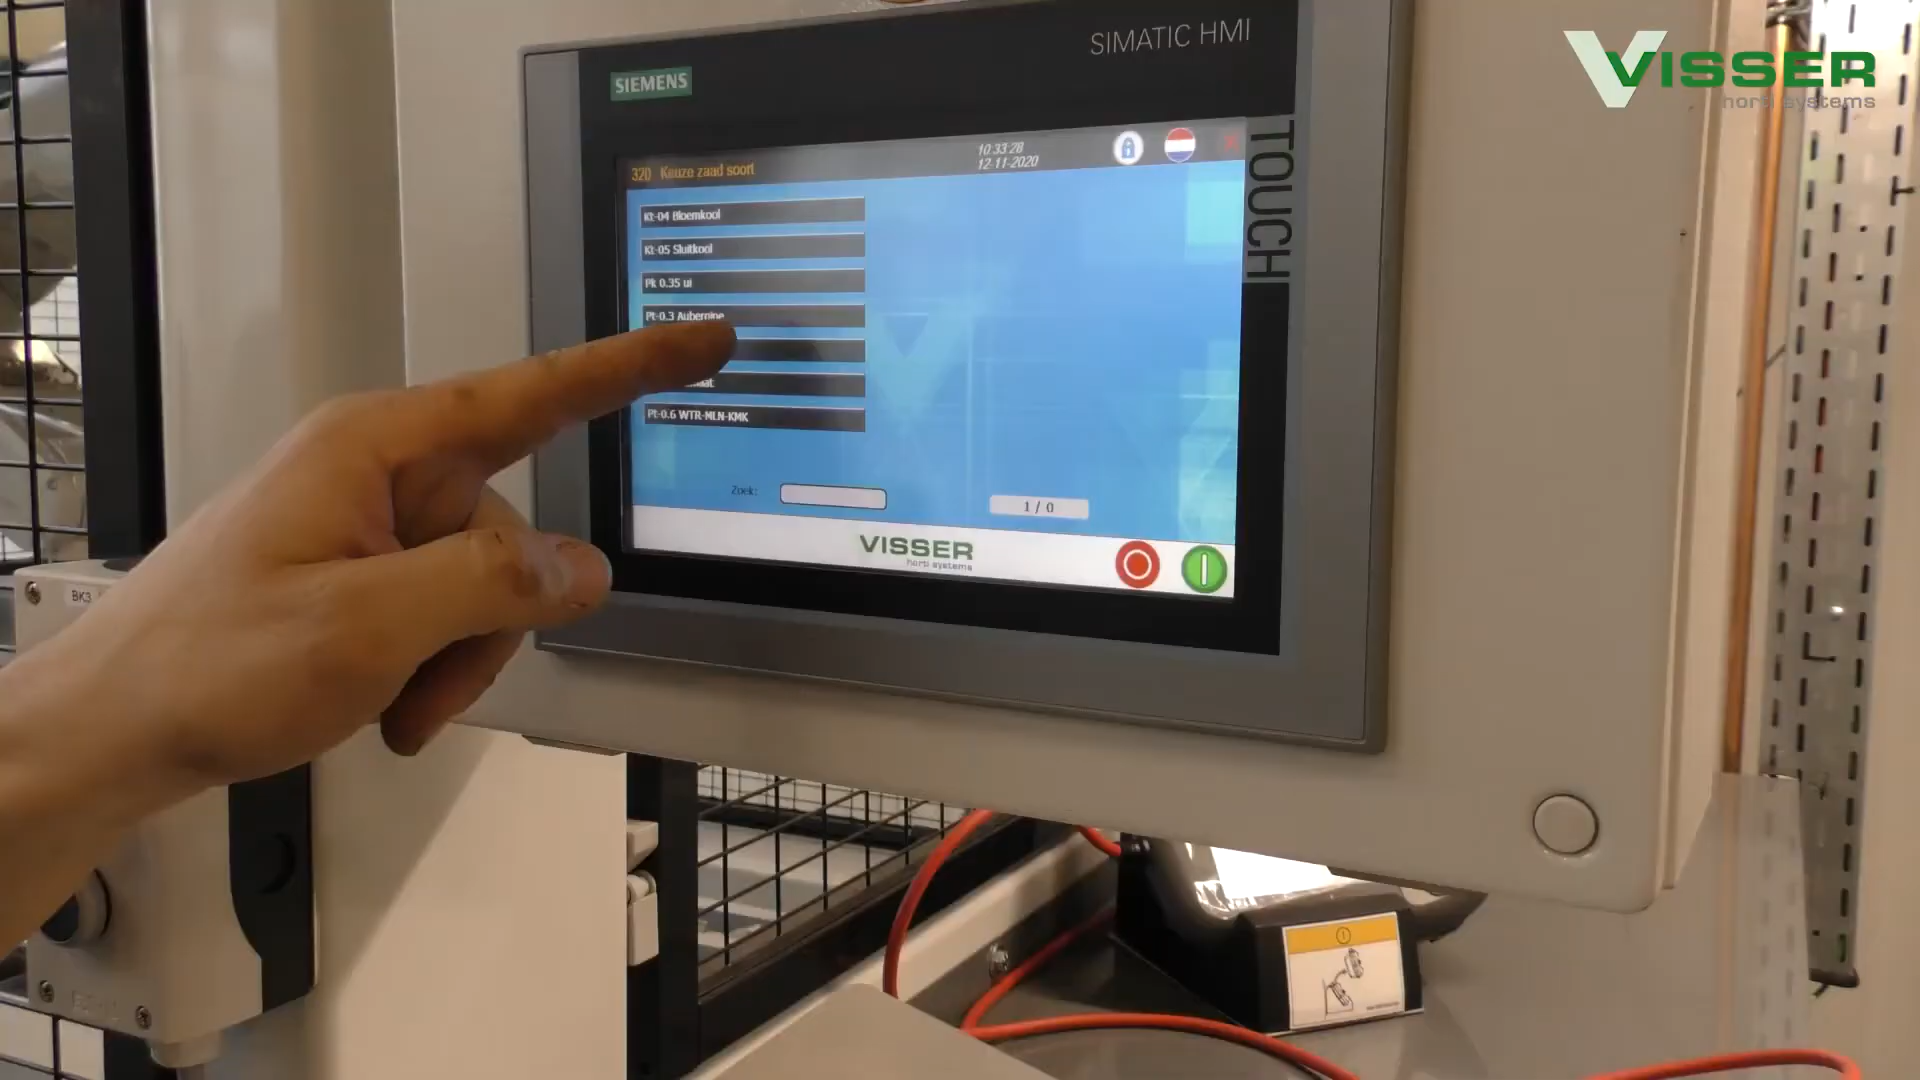 SIMATIC HMI
SIEMENS
VISSER
horti systems
TOUCH
10:33:28
12-11-2020
320 Keuze zaad soort
Kt-04 Bloemkool
Kt-05 Sluitkool
Pk 0.35 ui
Pt-0.3 Aubergine
Pt-0.6 WTR-MLN-KMK
Zoek:
1 / 0
VISSER
horti systems
BK3